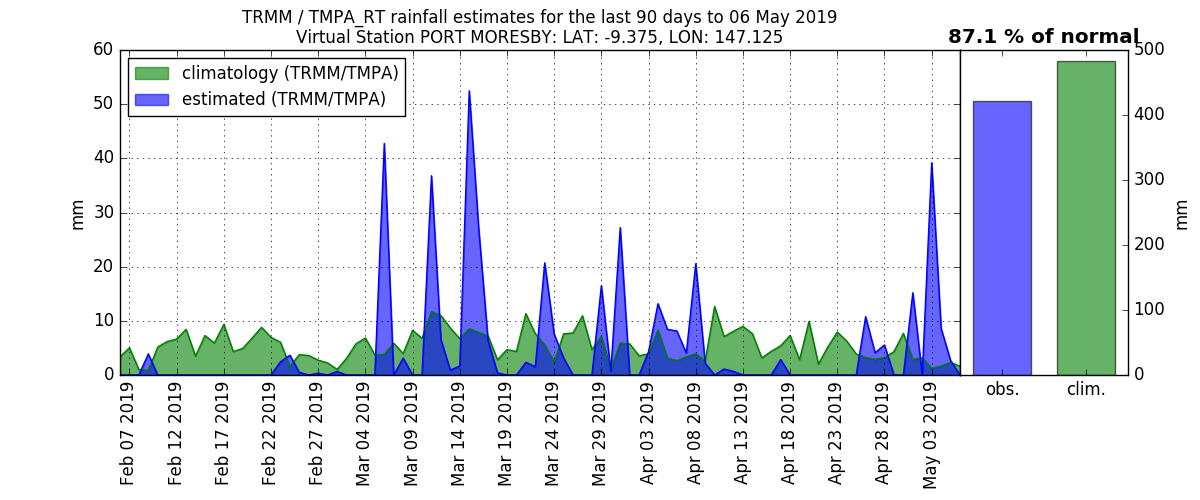 TRMM / TMPA_RT rainfall estimates for the last 90 days to 06 May 2019
Virtual Station PORT MORESBY: LAT: -9.375, LON: 147.125
87.1 % of normal
climatology (TRMM/TMPA)
estimated (TRMM/TMPA)
60
50
40
30
20
10
0
mm
Feb 07 2019
Feb 12 2019
Feb 17 2019
Feb 22 2019
Feb 27 2019
Mar 04 2019
Mar 09 2019
Mar 14 2019
Mar 19 2019
Mar 24 2019
Mar 29 2019
Apr 03 2019
Apr 08 2019
Apr 13 2019
Apr 18 2019
Apr 23 2019
Apr 28 2019
May 03 2019
obs.
clim.
500
400
300
200
100
0
mm